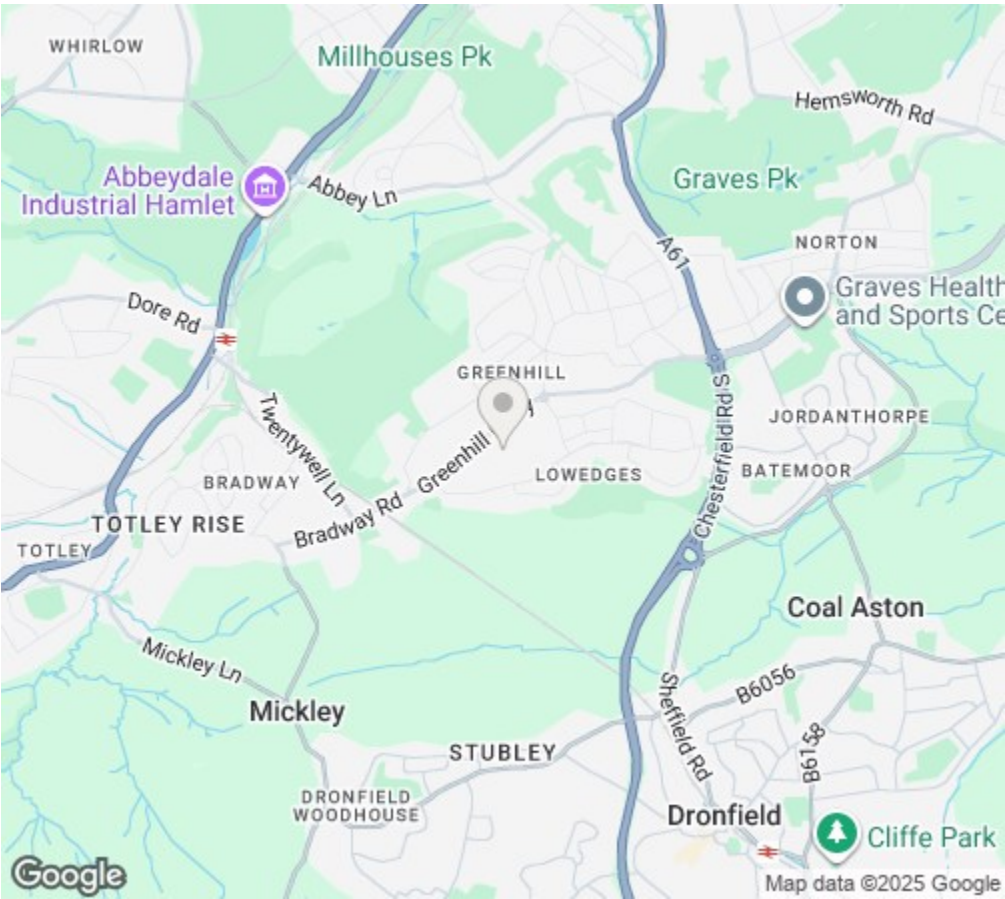 WHIRLOW
Millhouses Pk
Hemsworth Rd
Abbeydale
Industrial Hamlet
Abbey Ln
Graves Pk
A61
NORTON
Graves Health
and Sports Ce
Dore Rd
GREENHILL
Twentywell Ln
Greenhill
Chesterfield Rd S
JORDANTHORPE
BRADWAY
LOWEDGES
BATEMOOR
Bradway Rd
TOTLEY RISE
TOTLEY
Coal Aston
Mickley Ln
Mickley
Sheffield Rd
B6056
STUBLEY
B6158
DRONFIELD
WOODHOUSE
Dronfield
Cliffe Park
Google
Map data ©2025 Google